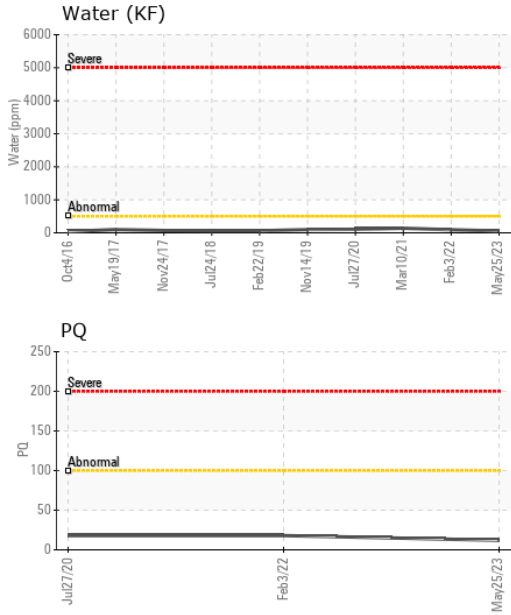 Water (KF)
6000
5000
4000
3000
2000
1000
0
Water (ppm)
Severe
Abnormal
Oct4/16
May19/17
Nov24/17
Jul24/18
Feb22/19
Nov14/19
Jul27/20
Mar10/21
Feb3/22
May25/23
PQ
250
200
150
100
50
0
PQ
Severe
Abnormal
Jul27/20
Feb3/22
May25/23